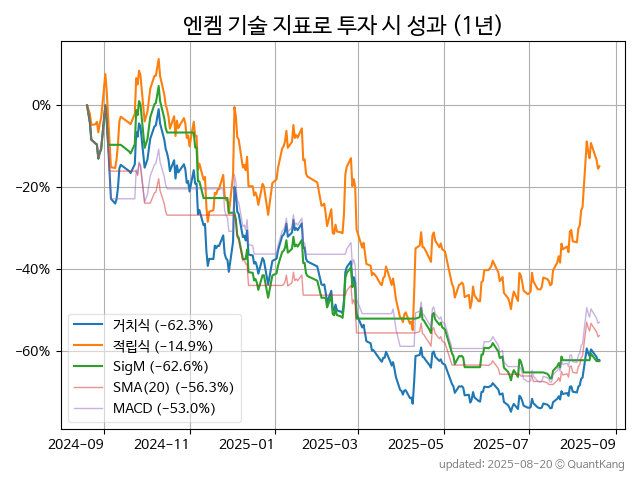 엔켐 기술 지표로 투자 시 성과 (1년)
0%
−20%
−40%
−60%
거치식 (−62.3%)
적립식 (−14.9%)
SigM (−62.6%)
SMA(20) (−56.3%)
MACD (−53.0%)
2024-09 2024-11 2025-01 2025-03 2025-05 2025-07 2025-09
updated: 2025-08-20 © QuantKang